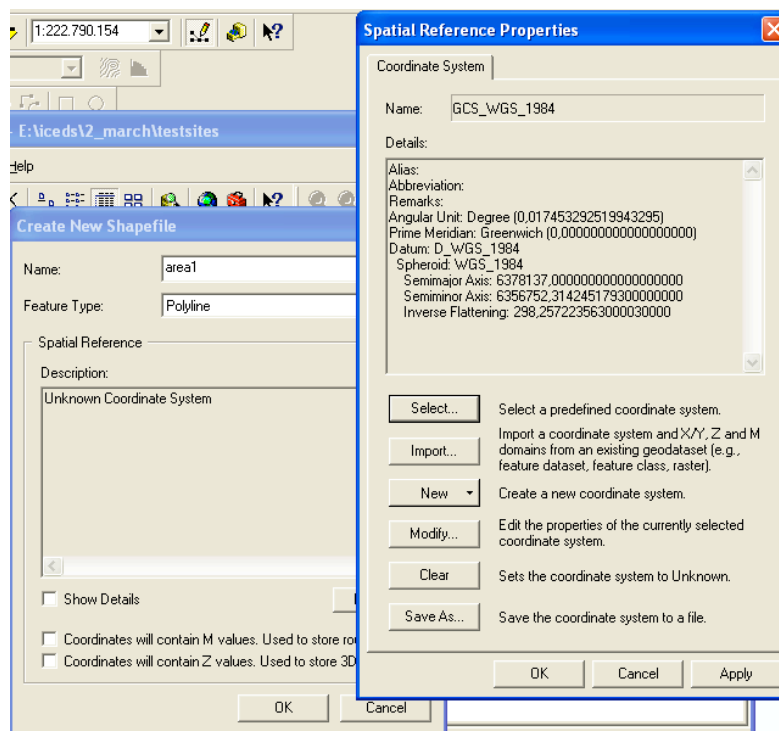 1:222.790.154
E:\iceds\2_march\testsites
Help
Create New Shapefile
Name:
area1
Feature Type:
Polyline
Spatial Reference
Description:
Unknown Coordinate System
Show Details
Coordinates will contain M values. Used to store
Coordinates will contain Z values. Used to store 3D
OK
Cancel
Spatial Reference Properties
Coordinate System
Name:
GCS_WGS_1984
Details:
Alias:
Abbreviation:
Remarks:
Angular Unit: Degree (0,017453292519943295)
Prime Meridian: Greenwich (0,000000000000000000)
Datum: D_WGS_1984
Spheroid: WGS_1984
Semimajor Axis: 6378137,000000000000000000
Semiminor Axis: 6356752,314245179300000000
Inverse Flattening: 298,257223563000030000
Select...
Select a predefined coordinate system.
Import...
Import a coordinate system and X/Y, Z and M
domains from an existing geodataset (e.g.,
feature dataset, feature class, raster).
New
Create a new coordinate system.
Modify...
Edit the properties of the currently selected
coordinate system.
Clear
Sets the coordinate system to Unknown.
Save As...
Save the coordinate system to a file.
OK
Cancel
Apply